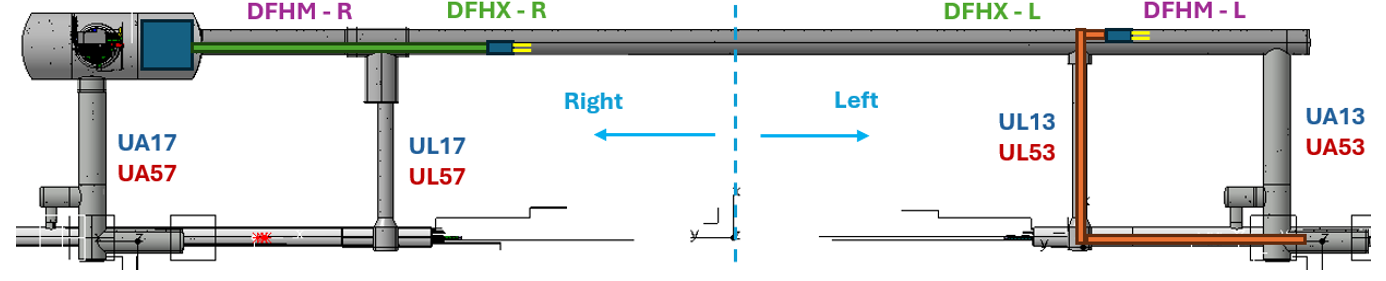 DFHM - R
DFHX - R
DFHX - L
DFHM - L
Right
Left
UA17
UA57
UL17
UL57
UL13
UL53
UA13
UA53
y
z
y
z